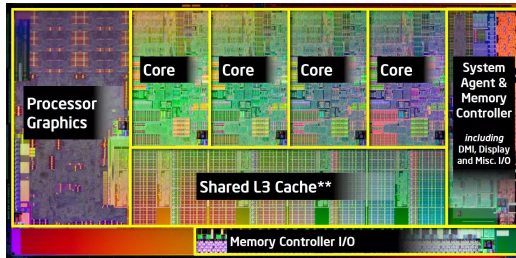 Processor
Graphics
Core
Core
Core
Core
System
Agent &
Memory
Controller
including
DMI, Display
and Misc. I/O
Shared L3 Cache**
Memory Controller I/O